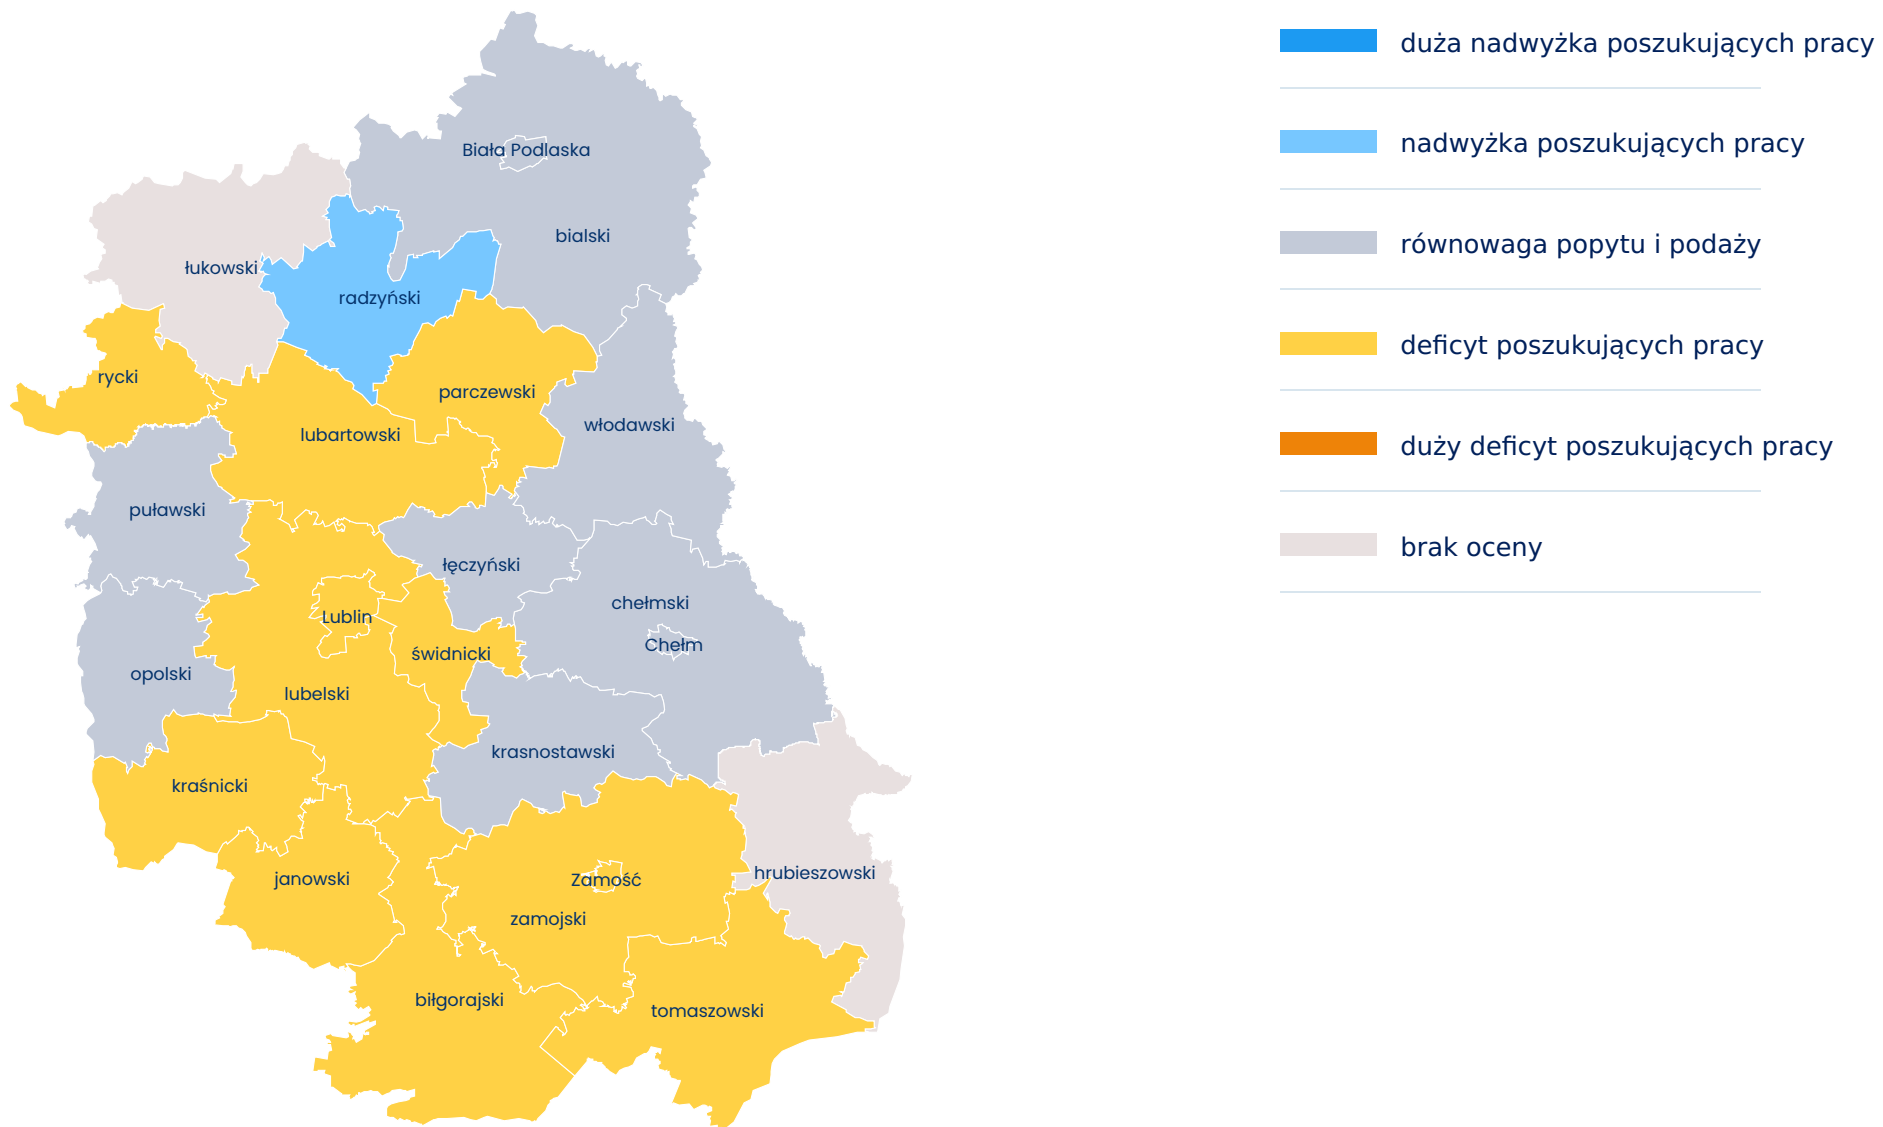 Biała Podlaska
bialski
łukowski
radzyński
rycki
parczewski
włodawski
lubartowski
puławski
łęczyński
chełmski
Lublin
Chełm
świdnicki
opolski
lubelski
krasnostawski
kraśnicki
hrubieszowski
janowski
Zamość
zamojski
biłgorajski
tomaszowski
duża nadwyżka poszukujących pracy
nadwyżka poszukujących pracy
równowaga popytu i podaży
deficyt poszukujących pracy
duży deficyt poszukujących pracy
brak oceny